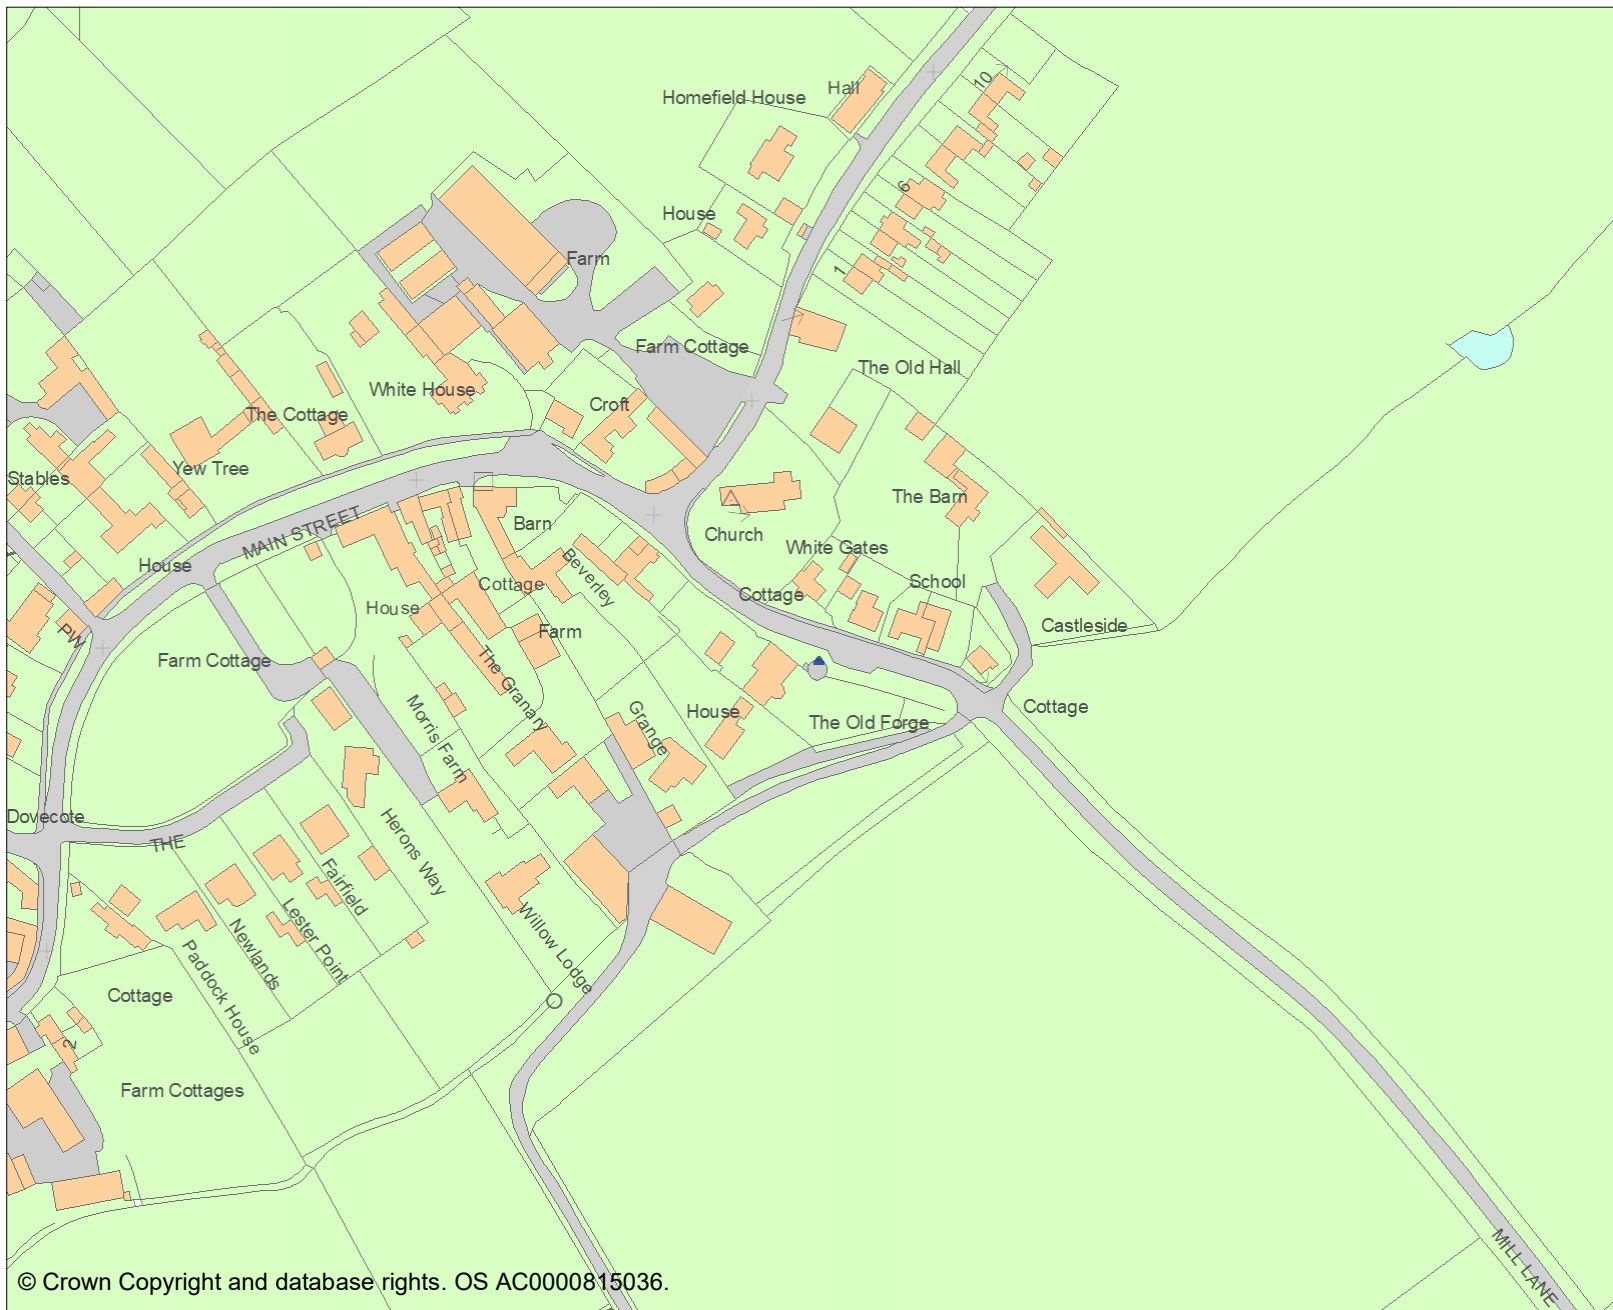 10
Hall
Homefield House
6
House
Farm
1
Farm Cottage
The Old Hall
White House
Croft
The Cottage
Yew Tree
Stables
The Barn
MAIN STREET
Barn
Church
White Gates
House
Beverley
Cottage
School
Cottage
House
Farm
Castleside
PW
Farm Cottage
The Granary
Morris Farm
Grange
House
Cottage
The Old Forge
Dovecote
THE
Herons Way
Fairfield
Lester Point
Newlands
Willow Lodge
Paddock House
Cottage
2
Farm Cottages
MILL LANE
© Crown Copyright and database rights. OS AC0000815036.